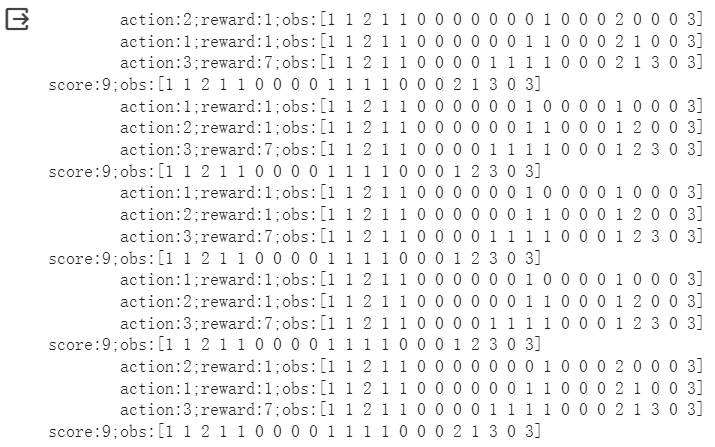 action:2;reward:1;obs:[1 1 2 1 1 0 0 0 0 0 0 0 1 0 0 0 2 0 0 0 3]
action:1;reward:1;obs:[1 1 2 1 1 0 0 0 0 0 0 1 1 0 0 0 2 1 0 0 3]
action:3;reward:7;obs:[1 1 2 1 1 0 0 0 0 1 1 1 1 0 0 0 2 1 3 0 3]
score:9;obs:[1 1 2 1 1 0 0 0 0 1 1 1 1 0 0 0 2 1 3 0 3]
action:1;reward:1;obs:[1 1 2 1 1 0 0 0 0 0 0 1 0 0 0 0 1 0 0 0 3]
action:2;reward:1;obs:[1 1 2 1 1 0 0 0 0 0 0 1 1 0 0 0 1 2 0 0 3]
action:3;reward:7;obs:[1 1 2 1 1 0 0 0 0 1 1 1 1 0 0 0 1 2 3 0 3]
score:9;obs:[1 1 2 1 1 0 0 0 0 1 1 1 1 0 0 0 1 2 3 0 3]
action:1;reward:1;obs:[1 1 2 1 1 0 0 0 0 0 0 1 0 0 0 0 1 0 0 0 3]
action:2;reward:1;obs:[1 1 2 1 1 0 0 0 0 0 0 1 1 0 0 0 1 2 0 0 3]
action:3;reward:7;obs:[1 1 2 1 1 0 0 0 0 1 1 1 1 0 0 0 1 2 3 0 3]
score:9;obs:[1 1 2 1 1 0 0 0 0 1 1 1 1 0 0 0 1 2 3 0 3]
action:1;reward:1;obs:[1 1 2 1 1 0 0 0 0 0 0 1 0 0 0 0 1 0 0 0 3]
action:2;reward:1;obs:[1 1 2 1 1 0 0 0 0 0 0 1 1 0 0 0 1 2 0 0 3]
action:3;reward:7;obs:[1 1 2 1 1 0 0 0 0 1 1 1 1 0 0 0 1 2 3 0 3]
score:9;obs:[1 1 2 1 1 0 0 0 0 1 1 1 1 0 0 0 1 2 3 0 3]
action:2;reward:1;obs:[1 1 2 1 1 0 0 0 0 0 0 0 1 0 0 0 2 0 0 0 3]
action:1;reward:1;obs:[1 1 2 1 1 0 0 0 0 0 0 1 1 0 0 0 2 1 0 0 3]
action:3;reward:7;obs:[1 1 2 1 1 0 0 0 0 1 1 1 1 0 0 0 2 1 3 0 3]
score:9;obs:[1 1 2 1 1 0 0 0 0 1 1 1 1 0 0 0 2 1 3 0 3]